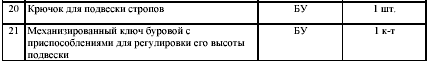 20 Крючок для подвески стропов БУ 1 шт.
21 Механизированный ключ буровой с БУ 1 к-т
приспособлениями для регулировки его высоты
подвески